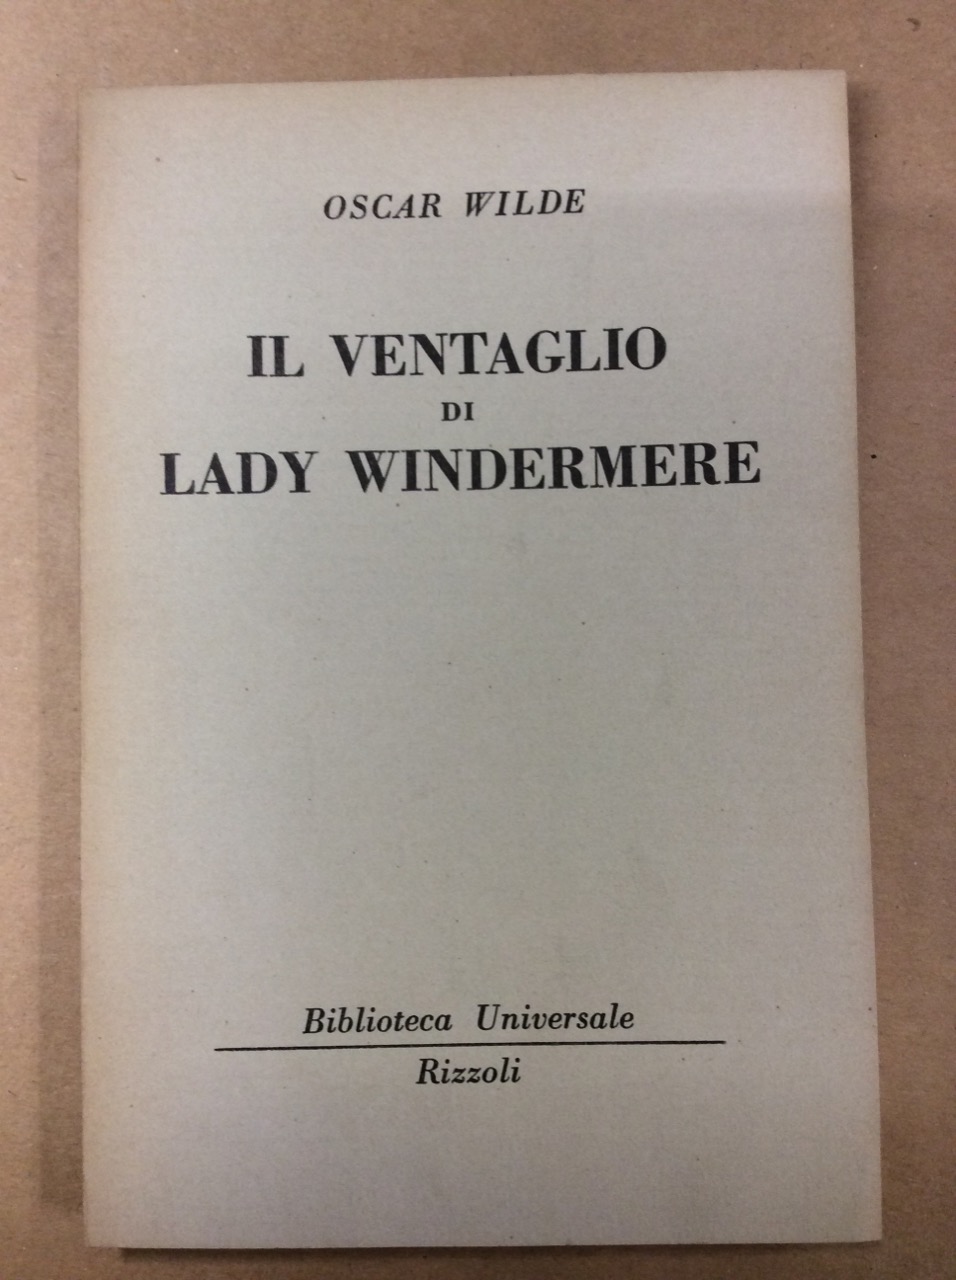 OSCAR WILDE
IL VENTAGLIO
DI
LADY WINDERMERE
Biblioteca Universale
Rizzoli